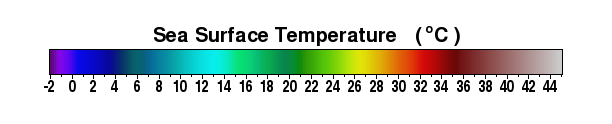 Sea Surface Temperature (°C)
-2 0 2 4 6 8 10 12 14 16 18 20 22 24 26 28 30 32 34 36 38 40 42 44